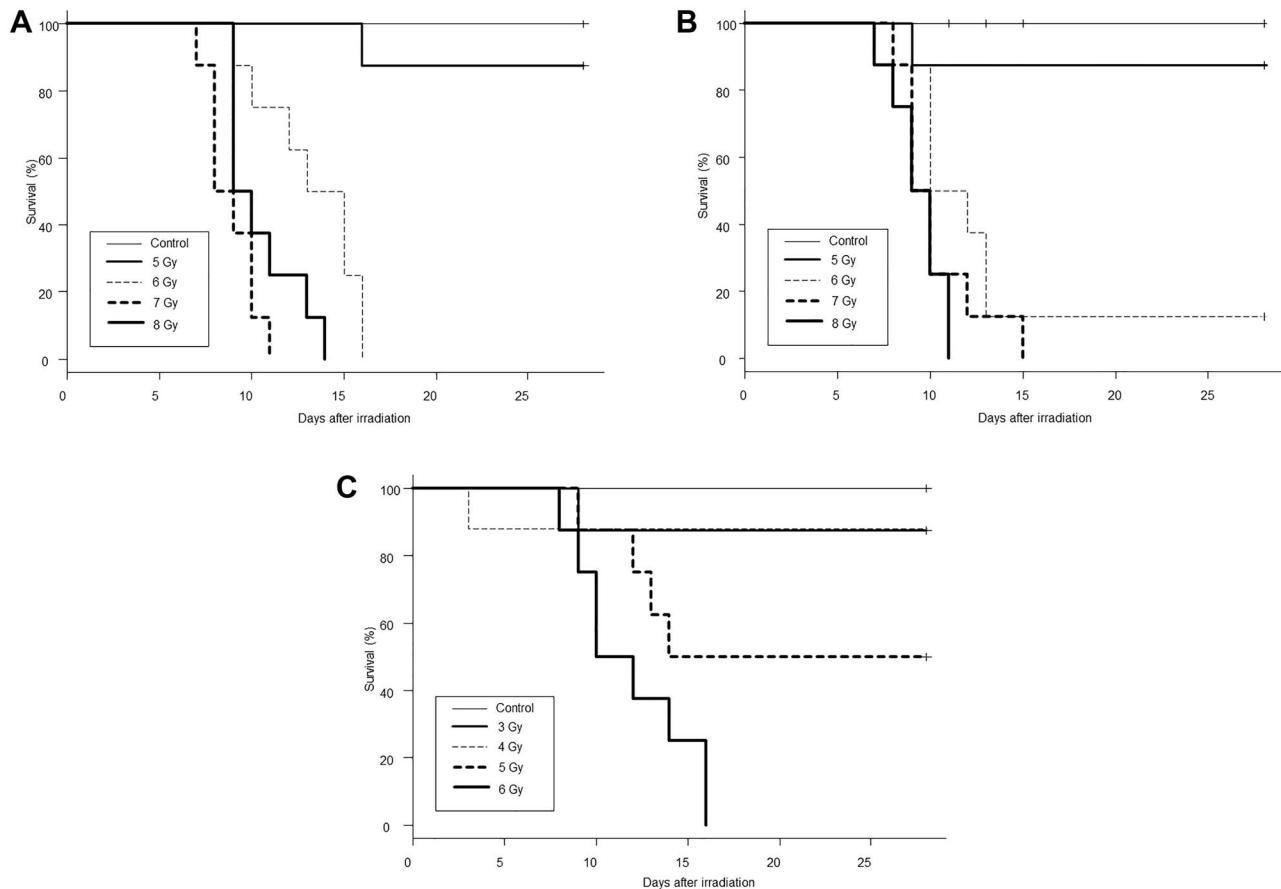 A
100
80
60
40
20
0
Survival (%)
Control
5 Gy
6 Gy
7 Gy
8 Gy
0 5 10 15 20 25
Days after irradiation
B
100
80
60
40
20
0
Survival (%)
Control
5 Gy
6 Gy
7 Gy
8 Gy
0 5 10 15 20 25
Days after irradiation
C
100
80
60
40
20
0
Survival (%)
Control
3 Gy
4 Gy
5 Gy
6 Gy
0 5 10 15 20 25
Days after irradiation